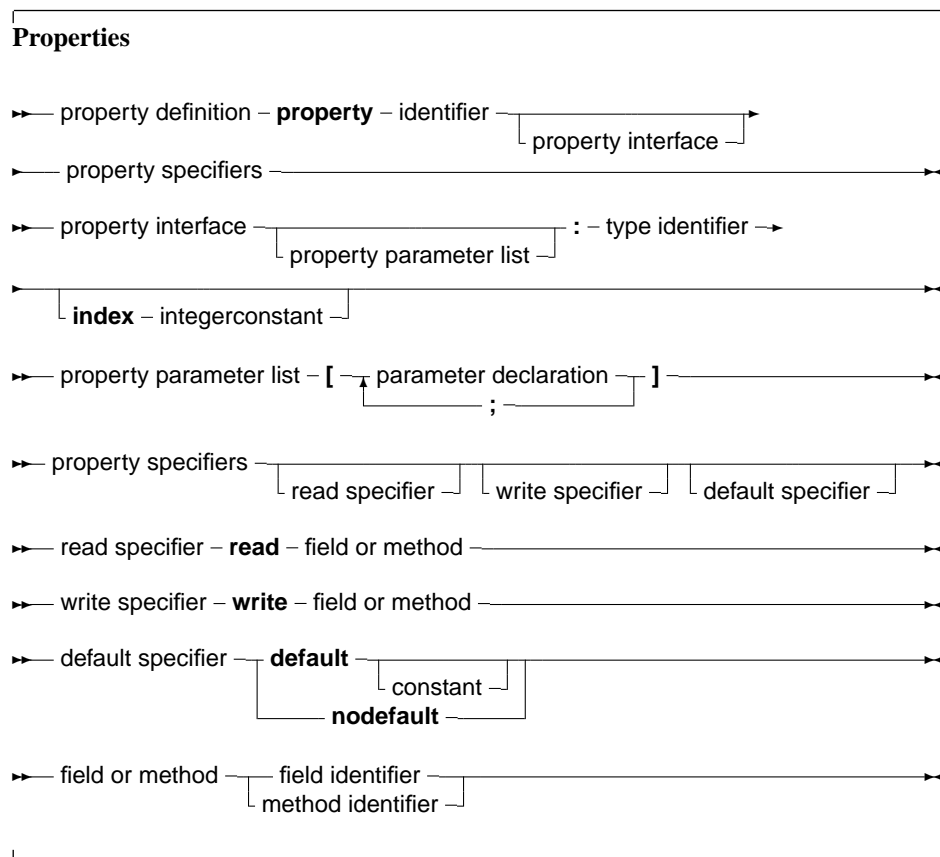 Properties
property definition – property – identifier
property interface
property specifiers
property interface : – type identifier
property parameter list
index – integerconstant
property parameter list – [ parameter declaration ]
;
property specifiers
read specifier write specifier default specifier
read specifier – read – field or method
write specifier – write – field or method
default specifier default
constant
nodefault
field or method field identifier
method identifier